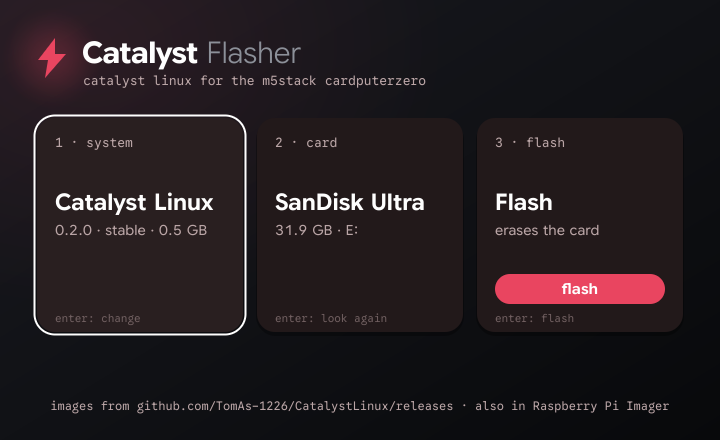 Catalyst Flasher
catalyst linux for the m5stack cardputerzero
1 · system
Catalyst Linux
0.2.0 · stable · 0.5 GB
enter: change
2 · card
SanDisk Ultra
31.9 GB · E:
enter: look again
3 · flash
Flash
erases the card
flash
enter: flash
images from github.com/TomAs-1226/CatalystLinux/releases · also in Raspberry Pi Imager